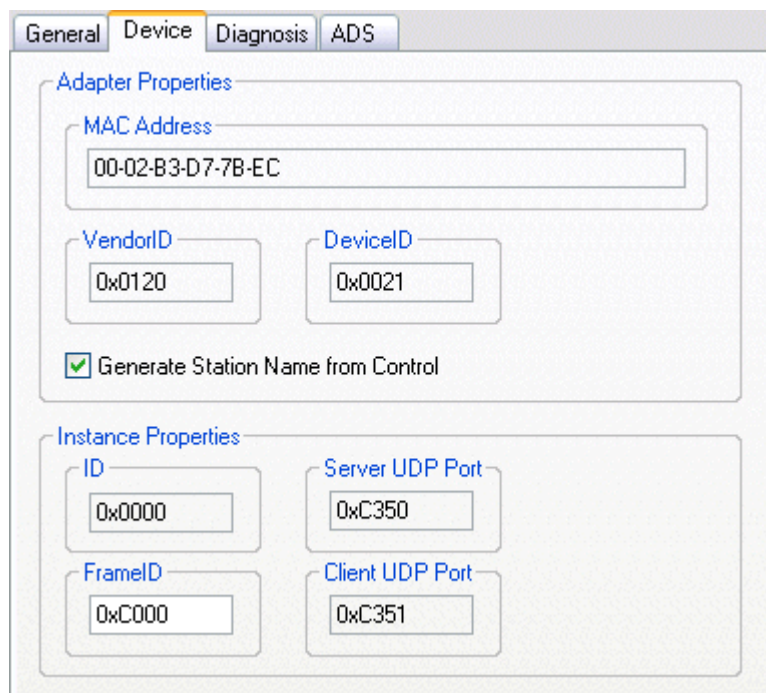 General Device Diagnosis ADS
Adapter Properties
MAC Address
00-02-B3-D7-7B-EC
VendorID DeviceID
0x0120 0x0021
Generate Station Name from Control
Instance Properties
ID Server UDP Port
0x0000 0xC350
FrameID Client UDP Port
0xC000 0xC351